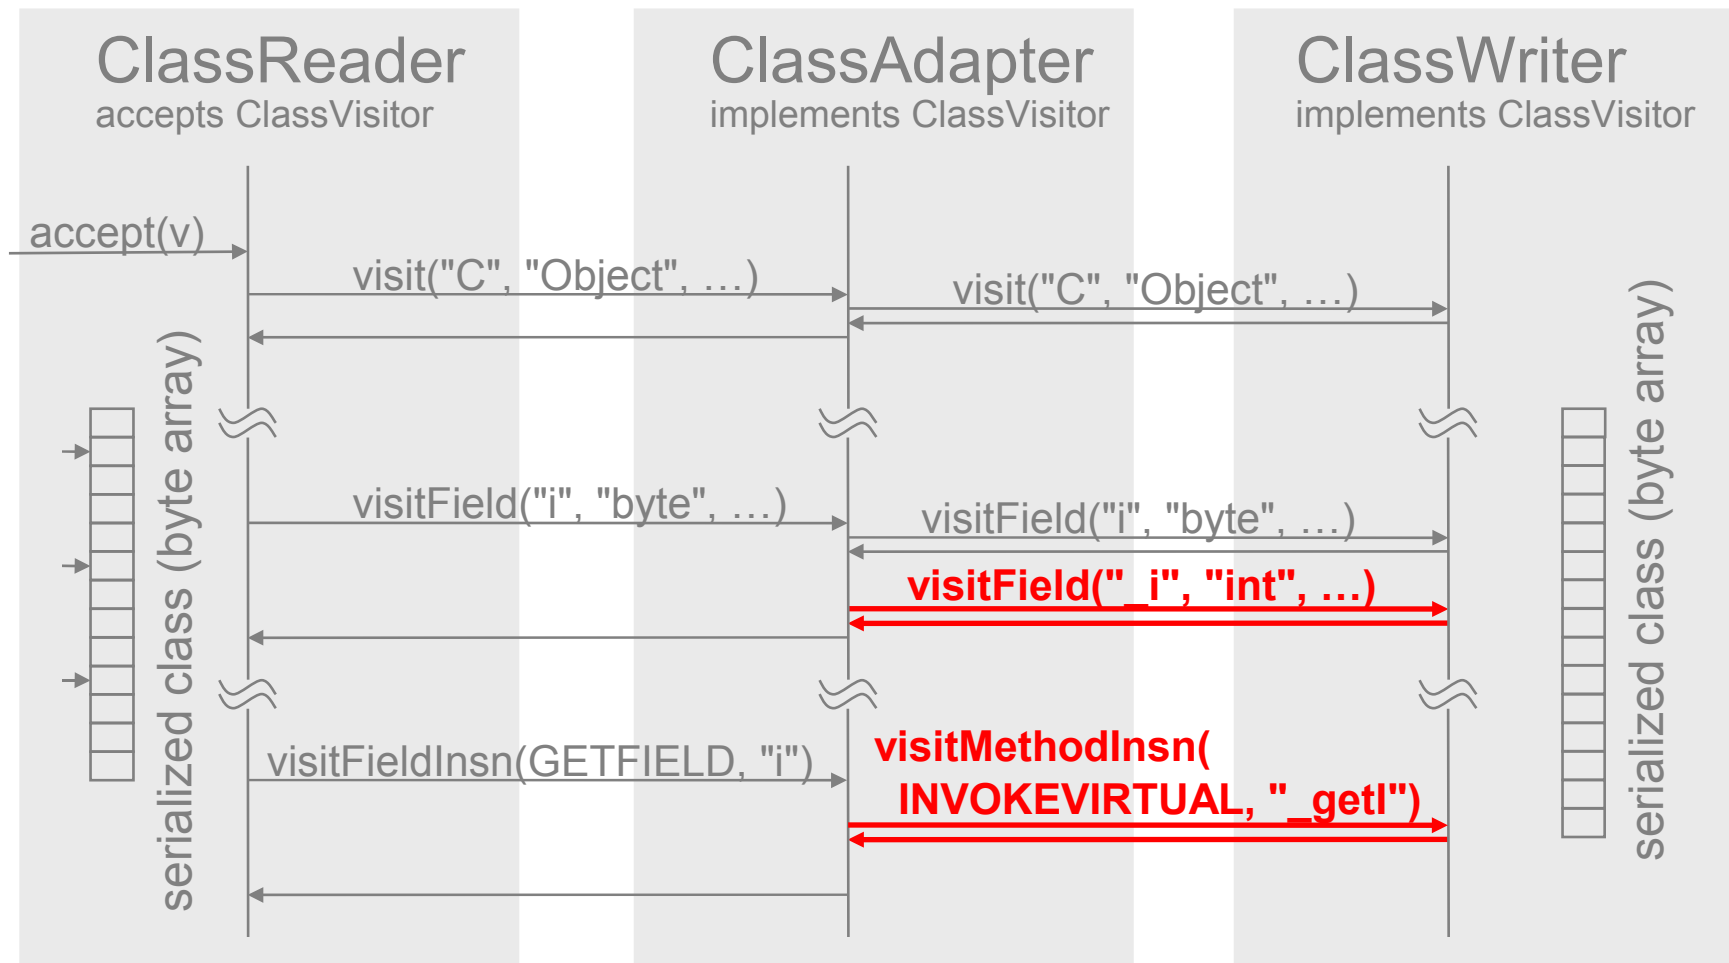 ClassReader
accepts ClassVisitor
ClassAdapter
implements ClassVisitor
ClassWriter
implements ClassVisitor
accept(v)
visit("C", "Object", …)
visit("C", "Object", …)
serialized class (byte array)
serialized class (byte array)
visitField("i", "byte", …)
visitField("i", "byte", …)
visitField("_i", "int", …)
visitFieldInsn(GETFIELD, "i")
visitMethodInsn(
INVOKEVIRTUAL, "_getI")